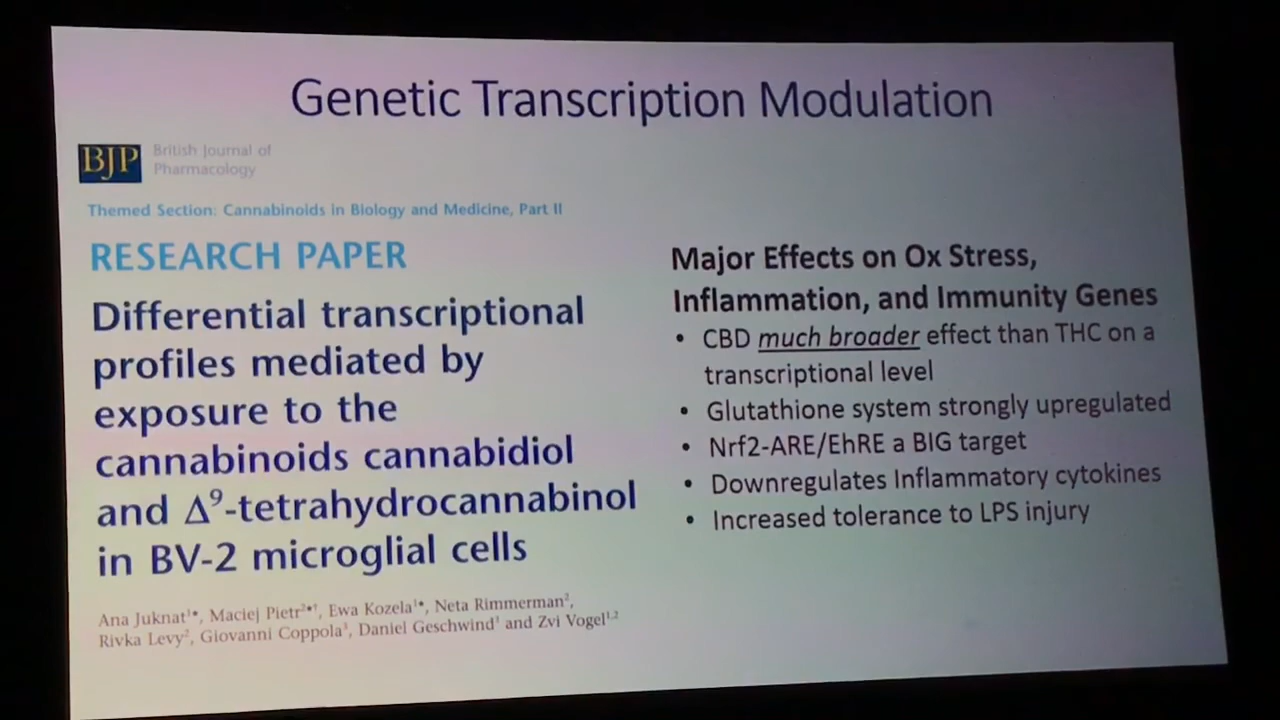 Genetic Transcription Modulation
BJP
British Journal of
Pharmacology
Themed Section: Cannabinoids in Biology and Medicine, Part II
RESEARCH PAPER
Differential transcriptional
profiles mediated by
exposure to the
cannabinoids cannabidiol
and Δ⁹-tetrahydrocannabinol
in BV-2 microglial cells
Ana Juknat¹*, Maciej Pietr²*†, Ewa Kozela¹*, Neta Rimmerman²,
Rivka Levy², Giovanni Coppola³, Daniel Geschwind³ and Zvi Vogel¹,²
Major Effects on Ox Stress,
Inflammation, and Immunity Genes
• CBD much broader effect than THC on a
transcriptional level
• Glutathione system strongly upregulated
• Nrf2-ARE/EhRE a BIG target
• Downregulates Inflammatory cytokines
• Increased tolerance to LPS injury